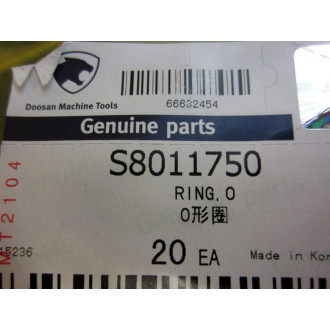 Doosan Machine Tools
66632454
Genuine parts
S8011750
RING,O
O形圈
MT2104
15236
20 EA
Made in Kor